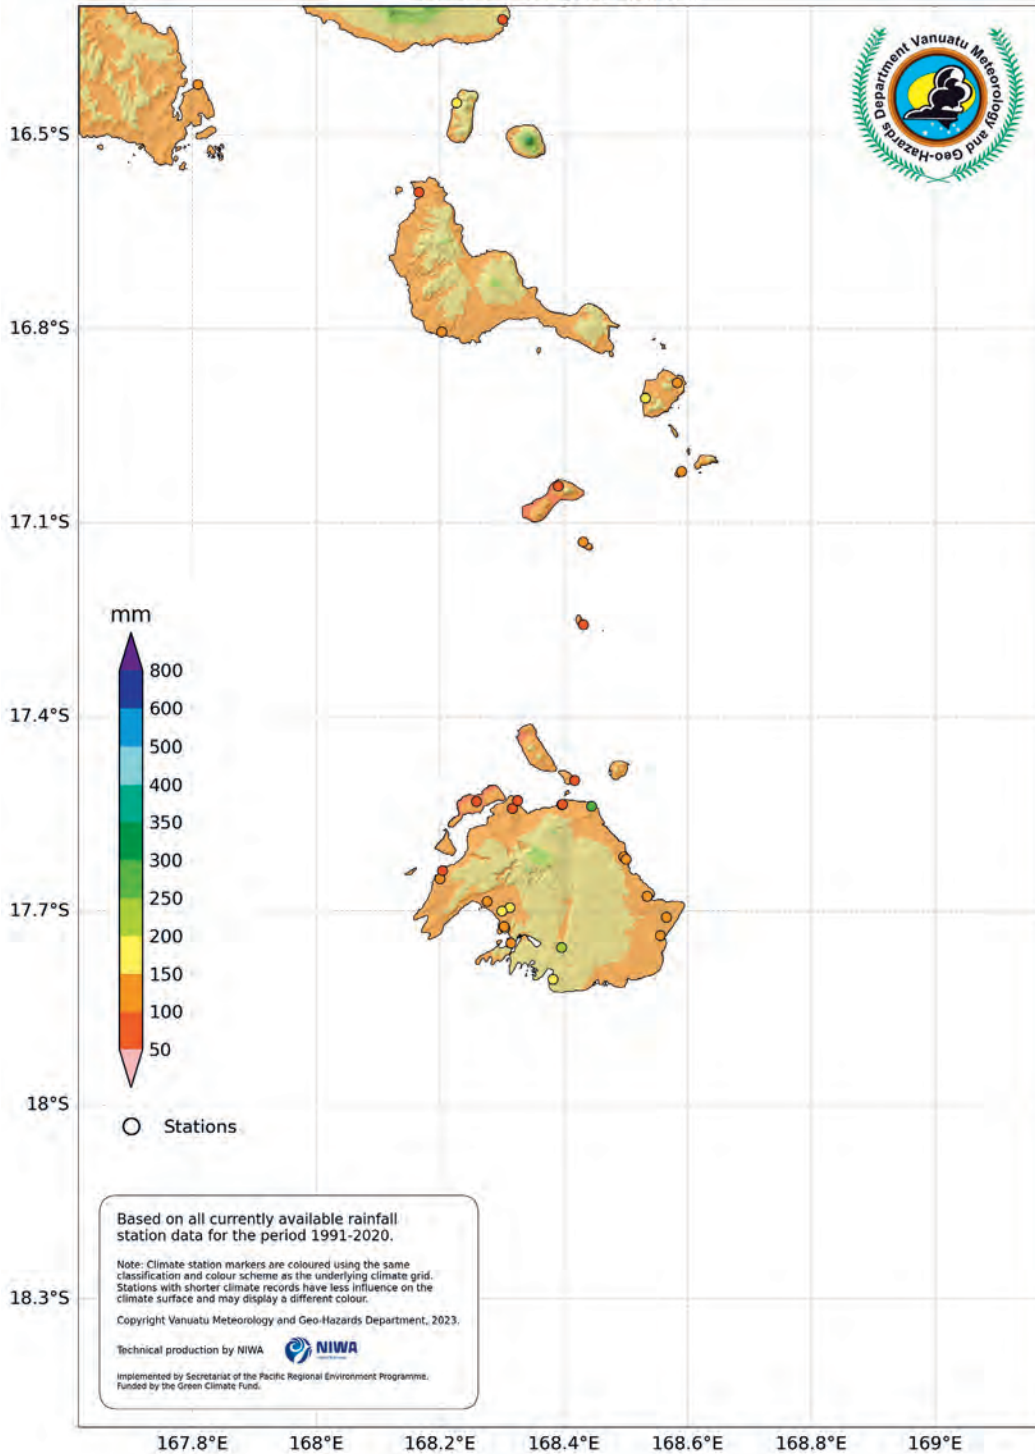 Vanuatu Meteorology and Geo-Hazards Department
16.5°S
16.8°S
17.1°S
17.4°S
17.7°S
18°S
18.3°S
mm
800
600
500
400
350
300
250
200
150
100
50
Stations
Based on all currently available rainfall
station data for the period 1991-2020.
Note: Climate station markers are coloured using the same
classification and colour scheme as the underlying climate grid.
Stations with shorter climate records have less influence on the
climate surface and may display a different colour.
Copyright Vanuatu Meteorology and Geo-Hazards Department, 2023.
Technical production by NIWA
NIWA
Implemented by Secretariat of the Pacific Regional Environment Programme.
Funded by the Green Climate Fund.
167.8°E
168°E
168.2°E
168.4°E
168.6°E
168.8°E
169°E